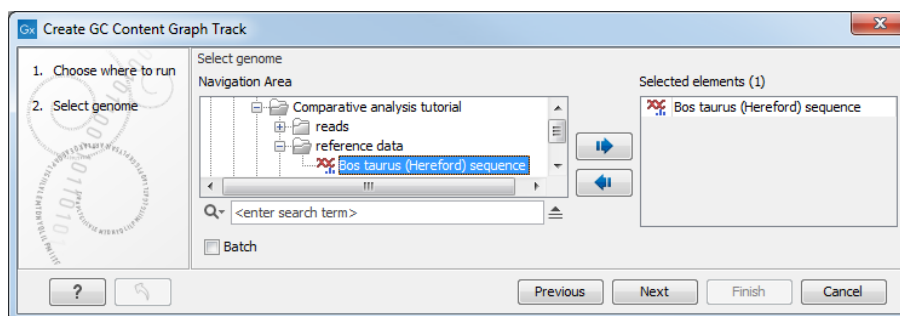 Gx Create GC Content Graph Track
1. Choose where to run
2. Select genome
Select genome
Navigation Area
Comparative analysis tutorial
reads
reference data
Bos taurus (Hereford) sequence
<enter search term>
Batch
Selected elements (1)
Bos taurus (Hereford) sequence
?
Previous
Next
Finish
Cancel